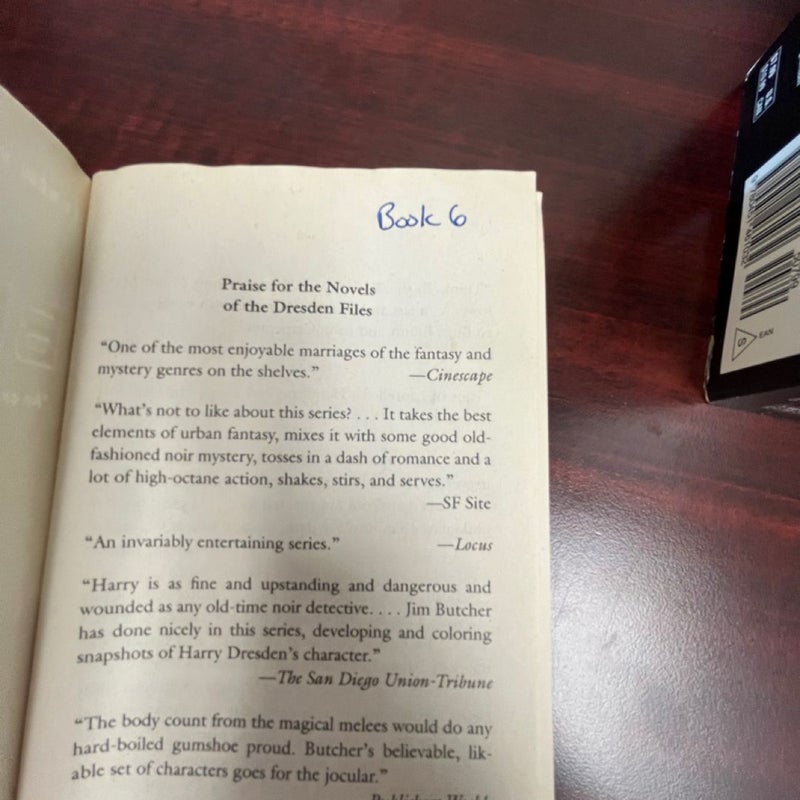 Book 6
Praise for the Novels
of the Dresden Files
“One of the most enjoyable marriages of the fantasy and
mystery genres on the shelves.” —Cinescape
“What’s not to like about this series? . . . It takes the best
elements of urban fantasy, mixes it with some good old-
fashioned noir mystery, tosses in a dash of romance and a
lot of high-octane action, shakes, stirs, and serves.”
—SF Site
“An invariably entertaining series.” —Locus
“Harry is as fine and upstanding and dangerous and
wounded as any old-time noir detective. . . . Jim Butcher
has done nicely in this series, developing and coloring
snapshots of Harry Dresden’s character.”
—The San Diego Union-Tribune
“The body count from the magical melees would do any
hard-boiled gumshoe proud. Butcher’s believable, lik-
able set of characters goes for the jocular.”
EAN